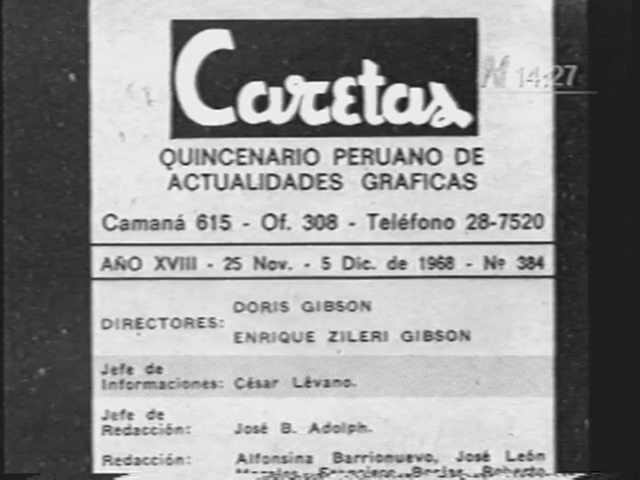 Caretas
N 14:27
QUINCENARIO PERUANO DE
ACTUALIDADES GRAFICAS
Camaná 615 - Of. 308 - Teléfono 28-7520
AÑO XVIII - 25 Nov. - 5 Dic. de 1968 - Nº 384
DIRECTORES: DORIS GIBSON
ENRIQUE ZILERI GIBSON
Jefe de
Informaciones: César Lévano.
Jefe de
Redacción: José B. Adolph.
Redacción: Alfonsina Barrionuevo, José León
Roberto